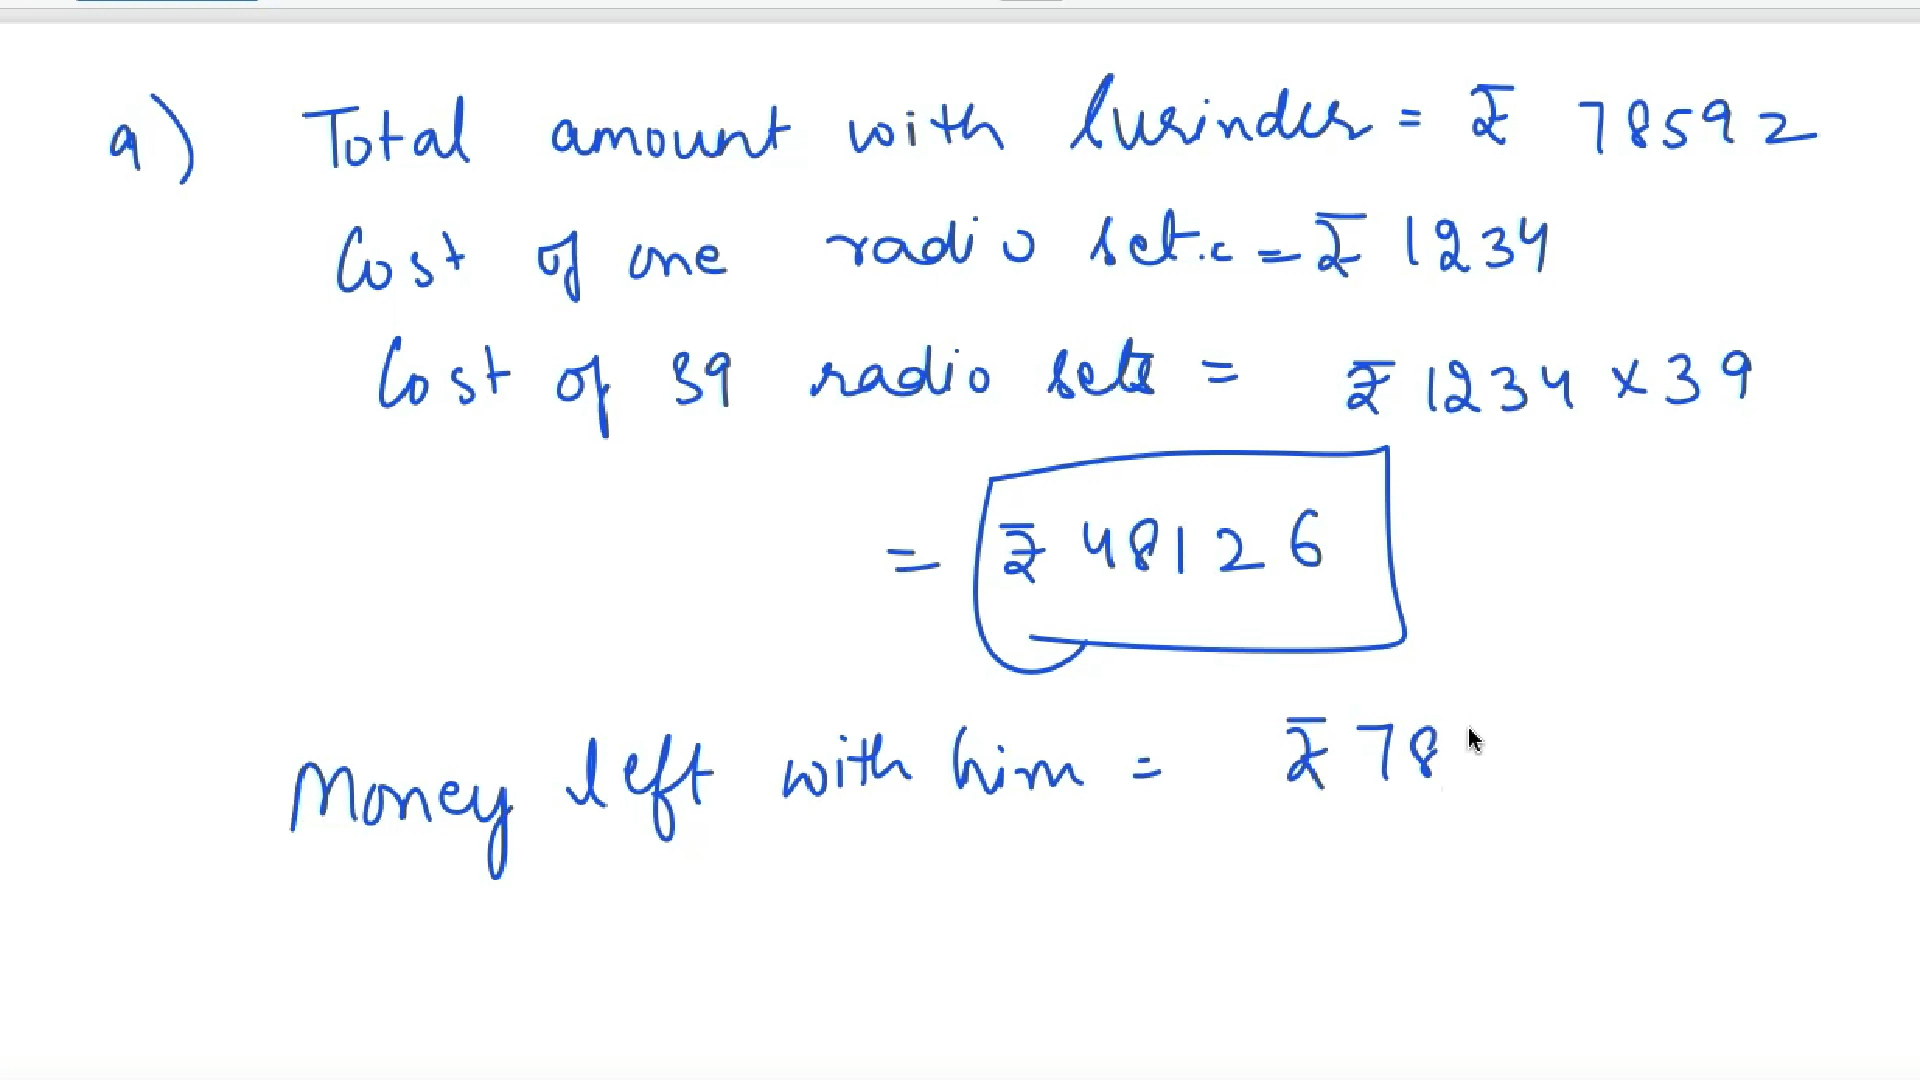 a) Total amount with Surinder = ₹ 78592
Cost of one radio set.c = ₹ 1234
Cost of 39 radio sets = ₹ 1234 x 39
= ₹ 48126
Money left with him = ₹ 78